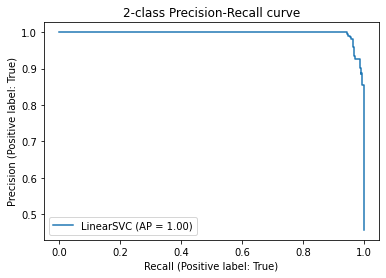 2-class Precision-Recall curve
Precision (Positive label: True)
1.0
0.9
0.8
0.7
0.6
0.5
LinearSVC (AP = 1.00)
0.0 0.2 0.4 0.6 0.8 1.0
Recall (Positive label: True)